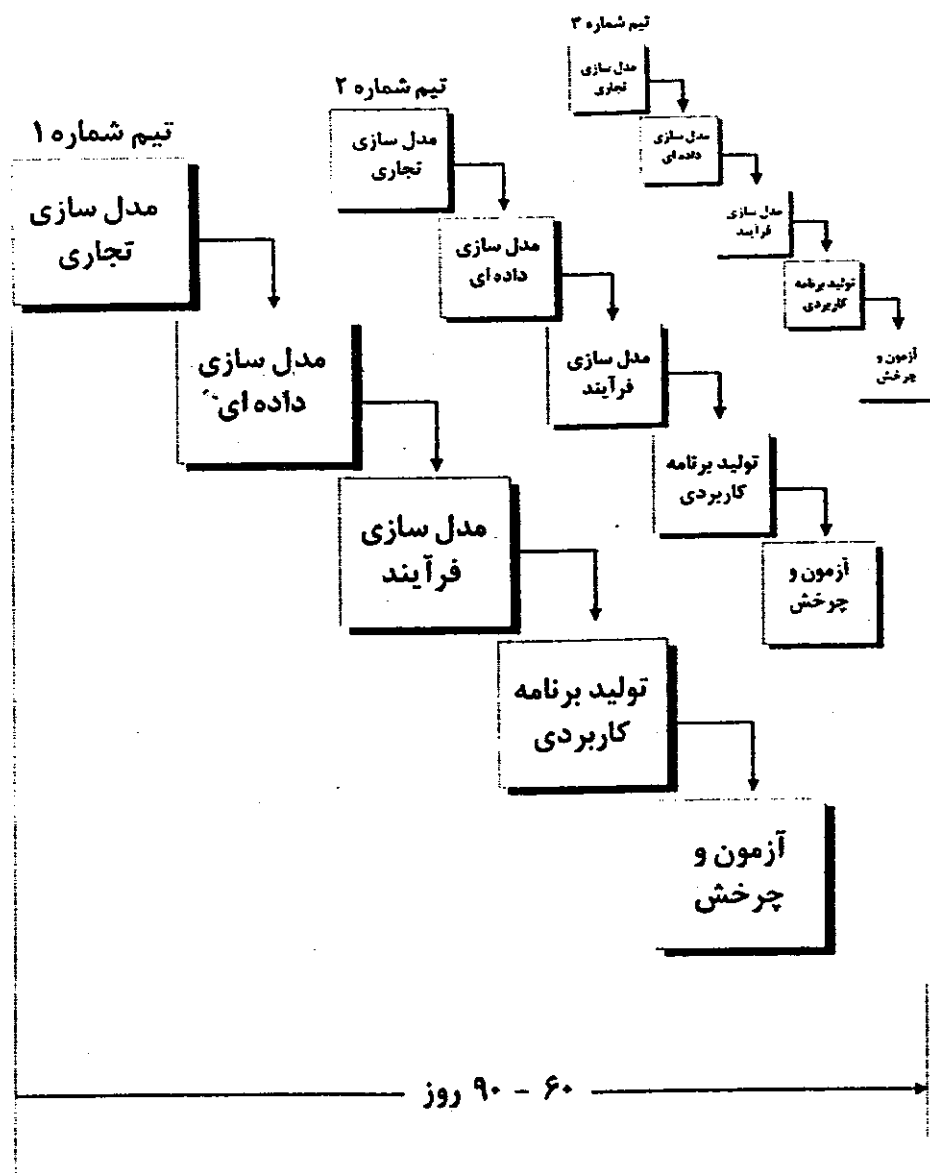 تیم شماره ۳
مدل سازی
تجاری
مدل سازی
داده ای
مدل سازی
فرآیند
تولید برنامه
کاربردی
آزمون و
چرخش
تیم شماره ۲
مدل سازی
تجاری
مدل سازی
داده ای
مدل سازی
فرآیند
تولید برنامه
کاربردی
آزمون و
چرخش
تیم شماره ۱
مدل سازی
تجاری
مدل سازی
داده ای
مدل سازی
فرآیند
تولید برنامه
کاربردی
آزمون و
چرخش
۶۰ - ۹۰ روز